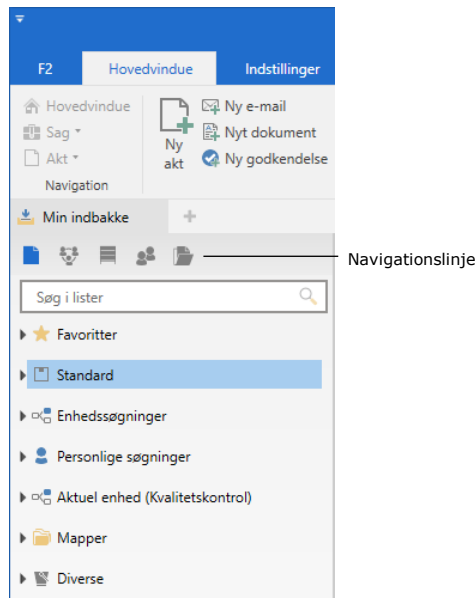 F2 Hovedvindue Indstillinger
Hovedvindue
Sag
Akt
Navigation
Ny
akt
Ny e-mail
Nyt dokument
Ny godkendelse
Min indbakke +
Navigationslinje
Søg i lister
Favoritter
Standard
Enhedssøgninger
Personlige søgninger
Aktuel enhed (Kvalitetskontrol)
Mapper
Diverse